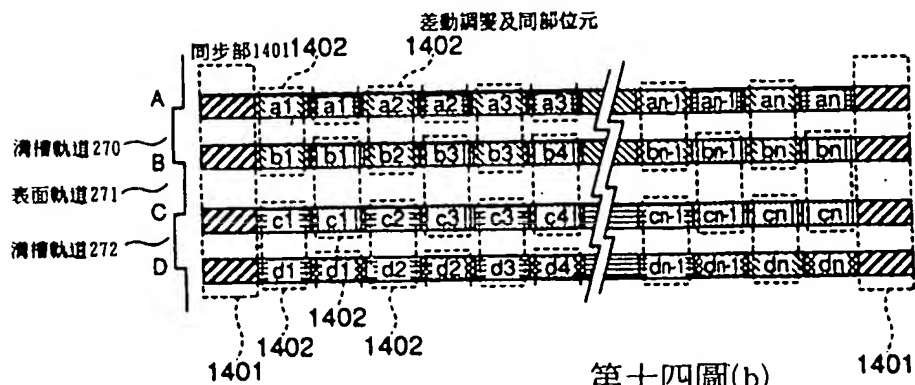 差動調變及同部位元
同步部1401 1402 1402
A a1 a1 a2 a2 a3 a3 an-1 an-1 an an
溝槽軌道270
B b1 b1 b2 b3 b3 b4 bn-1 bn-1 bn bn
表面軌道271
C c1 c1 c2 c3 c3 c4 cn-1 cn-1 cn cn
溝槽軌道272
D d1 d1 d2 d2 d3 d4 dn-1 dn-1 dn dn
1402
1402 1402
1401 1401
第十四圖(b)